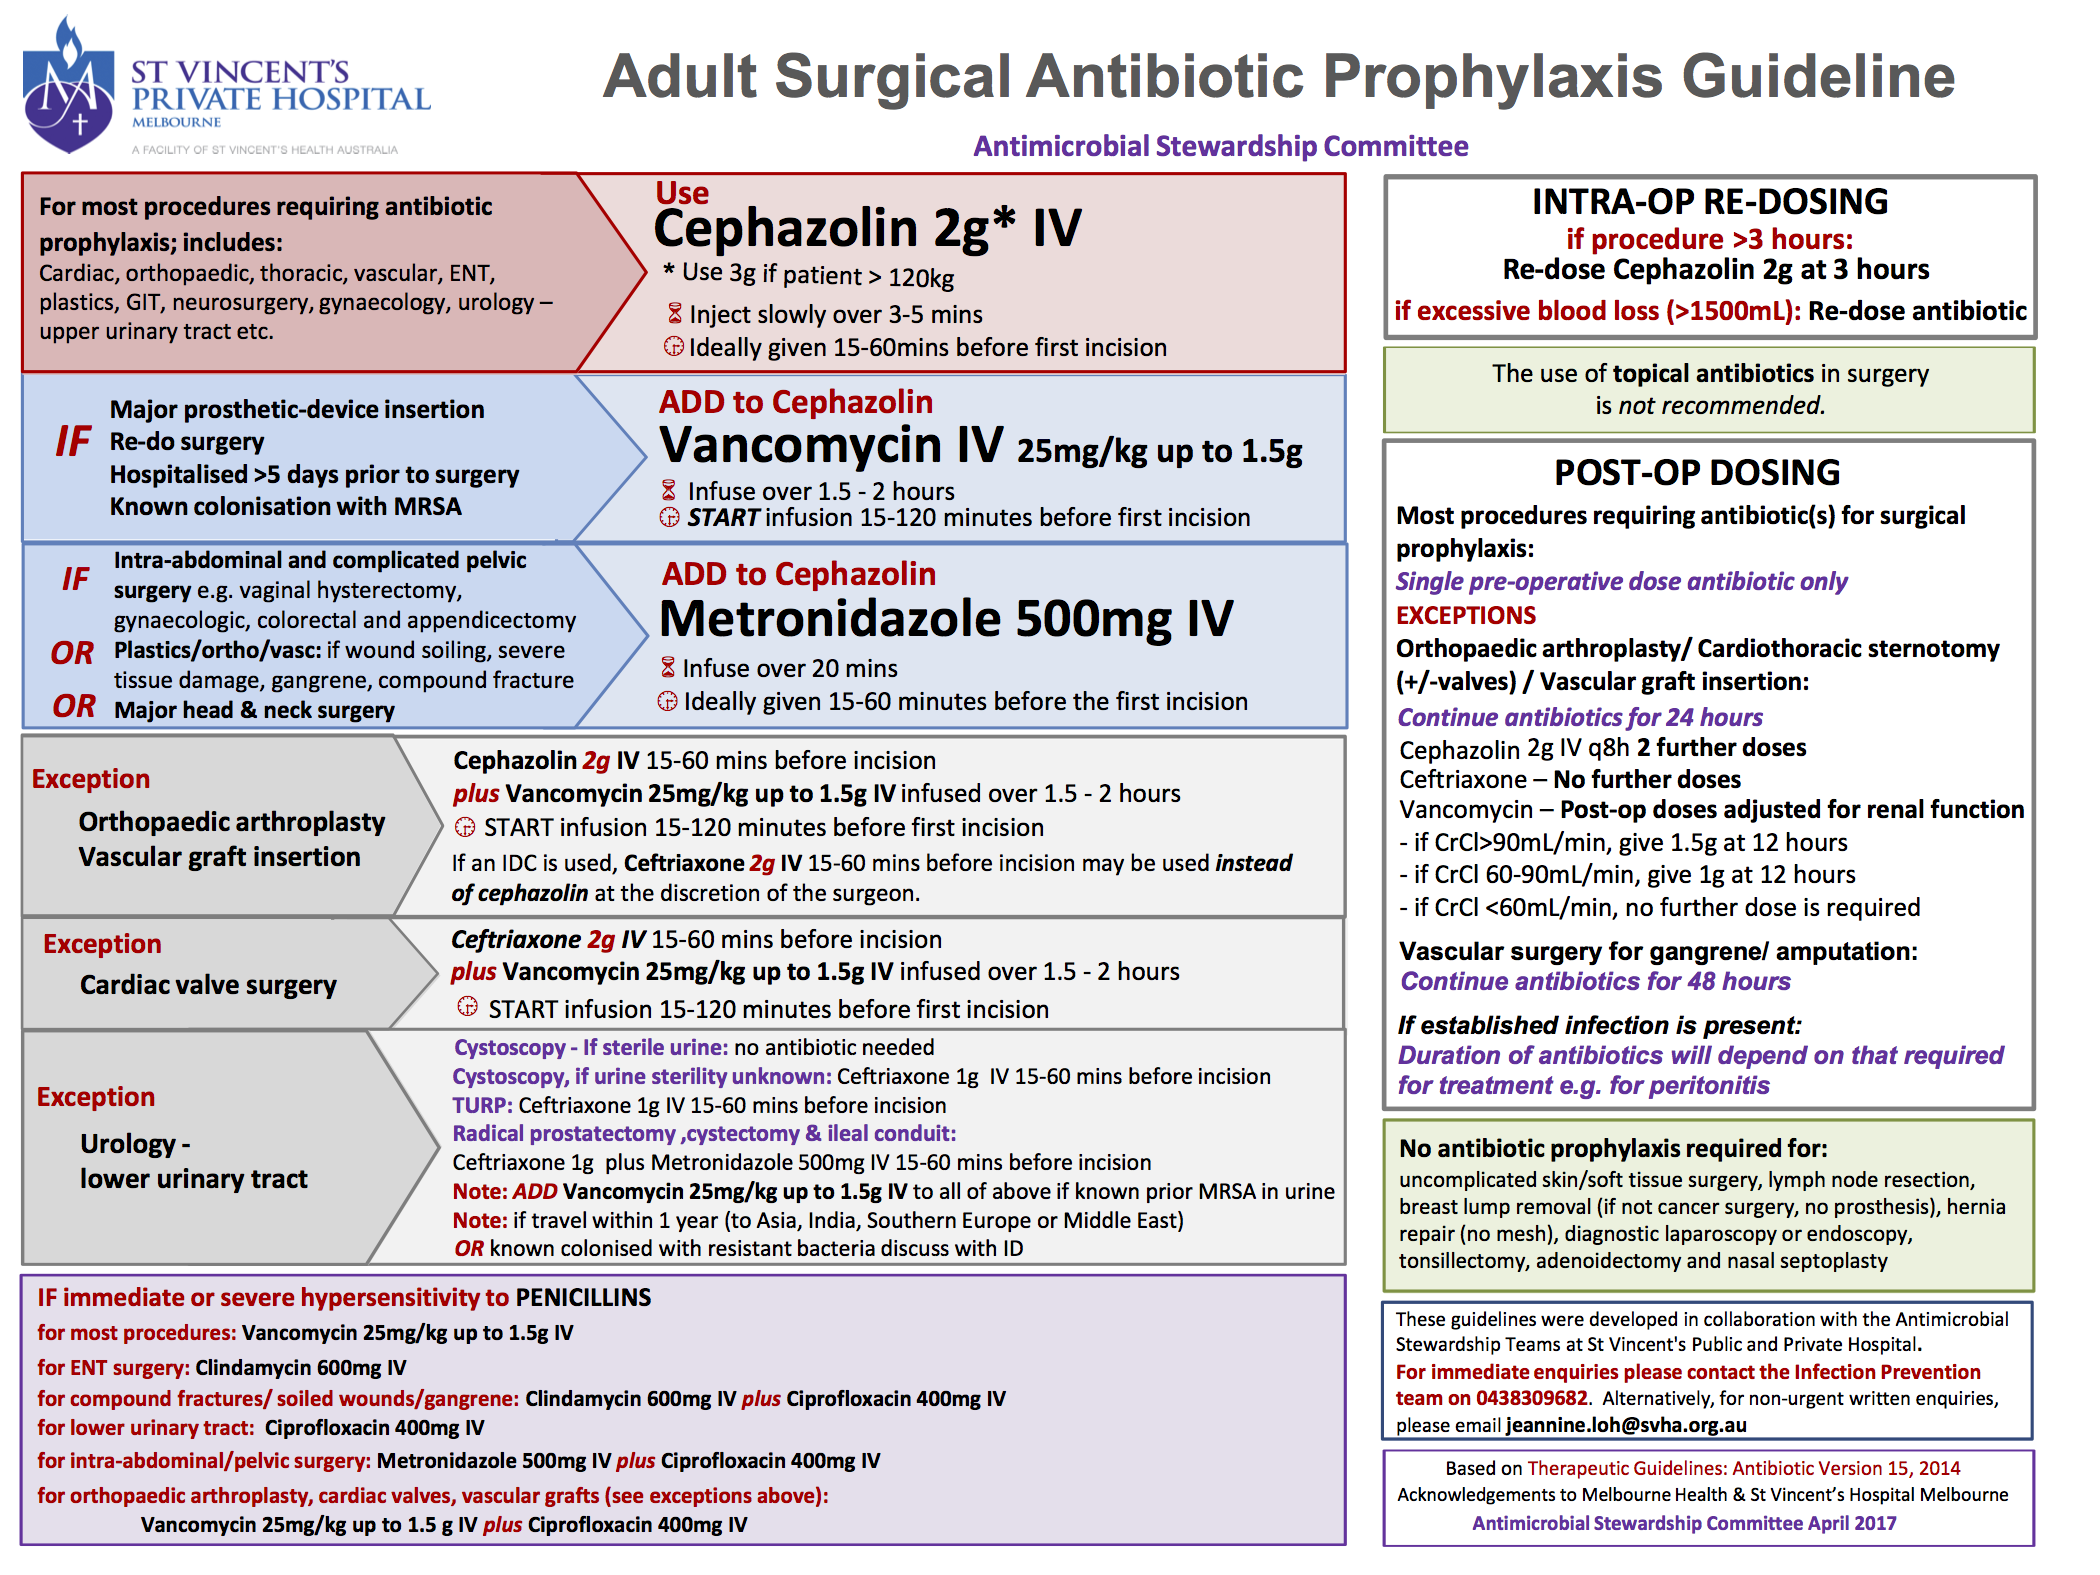 ST VINCENT'S
PRIVATE HOSPITAL
MELBOURNE
A FACILITY OF ST VINCENT'S HEALTH AUSTRALIA
Adult Surgical Antibiotic Prophylaxis Guideline
Antimicrobial Stewardship Committee
For most procedures requiring antibiotic
prophylaxis; includes:
Cardiac, orthopaedic, thoracic, vascular, ENT,
plastics, GIT, neurosurgery, gynaecology, urology –
upper urinary tract etc.
Use
Cephazolin 2g* IV
* Use 3g if patient > 120kg
Inject slowly over 3-5 mins
Ideally given 15-60mins before first incision
IF
Major prosthetic-device insertion
Re-do surgery
Hospitalised >5 days prior to surgery
Known colonisation with MRSA
ADD to Cephazolin
Vancomycin IV 25mg/kg up to 1.5g
Infuse over 1.5 - 2 hours
START infusion 15-120 minutes before first incision
IF Intra-abdominal and complicated pelvic
surgery e.g. vaginal hysterectomy,
gynaecologic, colorectal and appendicectomy
OR Plastics/ortho/vasc: if wound soiling, severe
tissue damage, gangrene, compound fracture
OR Major head & neck surgery
ADD to Cephazolin
Metronidazole 500mg IV
Infuse over 20 mins
Ideally given 15-60 minutes before the first incision
Exception
Orthopaedic arthroplasty
Vascular graft insertion
Cephazolin 2g IV 15-60 mins before incision
plus Vancomycin 25mg/kg up to 1.5g IV infused over 1.5 - 2 hours
START infusion 15-120 minutes before first incision
If an IDC is used, Ceftriaxone 2g IV 15-60 mins before incision may be used instead
of cephazolin at the discretion of the surgeon.
Exception
Cardiac valve surgery
Ceftriaxone 2g IV 15-60 mins before incision
plus Vancomycin 25mg/kg up to 1.5g IV infused over 1.5 - 2 hours
START infusion 15-120 minutes before first incision
Exception
Urology -
lower urinary tract
Cystoscopy - If sterile urine: no antibiotic needed
Cystoscopy, if urine sterility unknown: Ceftriaxone 1g IV 15-60 mins before incision
TURP: Ceftriaxone 1g IV 15-60 mins before incision
Radical prostatectomy ,cystectomy & ileal conduit:
Ceftriaxone 1g plus Metronidazole 500mg IV 15-60 mins before incision
Note: ADD Vancomycin 25mg/kg up to 1.5g IV to all of above if known prior MRSA in urine
Note: if travel within 1 year (to Asia, India, Southern Europe or Middle East)
OR known colonised with resistant bacteria discuss with ID
IF immediate or severe hypersensitivity to PENICILLINS
for most procedures: Vancomycin 25mg/kg up to 1.5g IV
for ENT surgery: Clindamycin 600mg IV
for compound fractures/ soiled wounds/gangrene: Clindamycin 600mg IV plus Ciprofloxacin 400mg IV
for lower urinary tract: Ciprofloxacin 400mg IV
for intra-abdominal/pelvic surgery: Metronidazole 500mg IV plus Ciprofloxacin 400mg IV
for orthopaedic arthroplasty, cardiac valves, vascular grafts (see exceptions above):
Vancomycin 25mg/kg up to 1.5 g IV plus Ciprofloxacin 400mg IV
INTRA-OP RE-DOSING
if procedure >3 hours:
Re-dose Cephazolin 2g at 3 hours
if excessive blood loss (>1500mL): Re-dose antibiotic
The use of topical antibiotics in surgery
is not recommended.
POST-OP DOSING
Most procedures requiring antibiotic(s) for surgical
prophylaxis:
Single pre-operative dose antibiotic only
EXCEPTIONS
Orthopaedic arthroplasty/ Cardiothoracic sternotomy
(+/-valves) / Vascular graft insertion:
Continue antibiotics for 24 hours
Cephazolin 2g IV q8h 2 further doses
Ceftriaxone – No further doses
Vancomycin – Post-op doses adjusted for renal function
- if CrCl>90mL/min, give 1.5g at 12 hours
- if CrCl 60-90mL/min, give 1g at 12 hours
- if CrCl <60mL/min, no further dose is required
Vascular surgery for gangrene/ amputation:
Continue antibiotics for 48 hours
If established infection is present:
Duration of antibiotics will depend on that required
for treatment e.g. for peritonitis
No antibiotic prophylaxis required for:
uncomplicated skin/soft tissue surgery, lymph node resection,
breast lump removal (if not cancer surgery, no prosthesis), hernia
repair (no mesh), diagnostic laparoscopy or endoscopy,
tonsillectomy, adenoidectomy and nasal septoplasty
These guidelines were developed in collaboration with the Antimicrobial
Stewardship Teams at St Vincent's Public and Private Hospital.
For immediate enquiries please contact the Infection Prevention
team on 0438309682. Alternatively, for non-urgent written enquiries,
please email jeannine.loh@svha.org.au
Based on Therapeutic Guidelines: Antibiotic Version 15, 2014
Acknowledgements to Melbourne Health & St Vincent's Hospital Melbourne
Antimicrobial Stewardship Committee April 2017